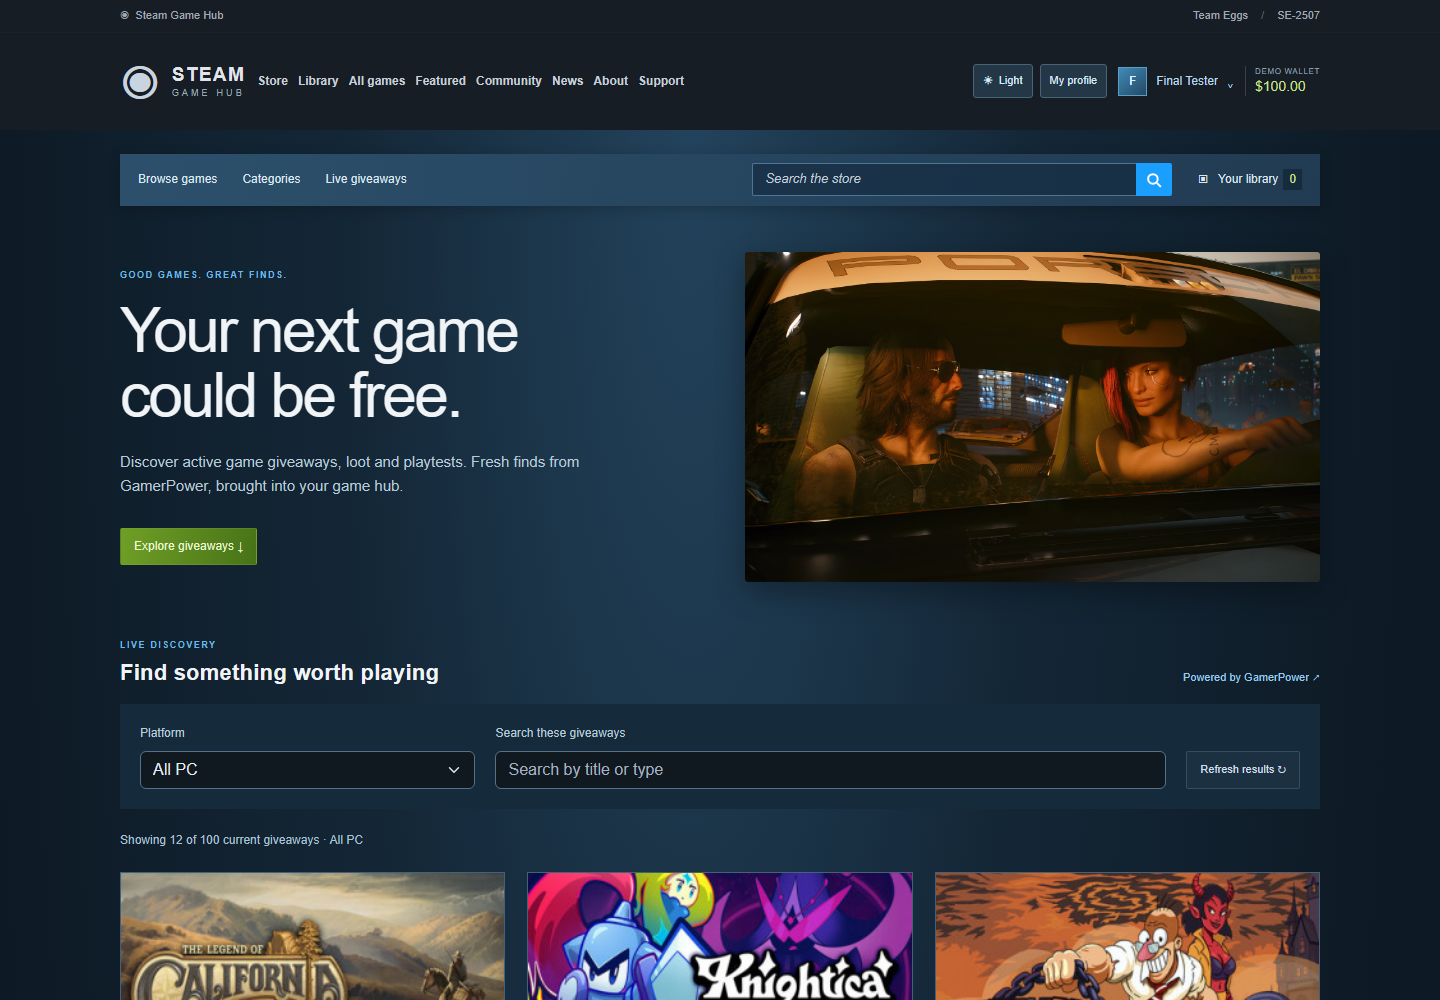 Steam Game Hub
Team Eggs / SE-2507
STEAM
GAME HUB
Store Library All games Featured Community News About Support
Light
My profile
F
Final Tester
DEMO WALLET
$100.00
Browse games Categories Live giveaways
Search the store
Your library 0
GOOD GAMES. GREAT FINDS.
Your next game
could be free.
Discover active game giveaways, loot and playtests. Fresh finds from
GamerPower, brought into your game hub.
Explore giveaways ↓
LIVE DISCOVERY
Find something worth playing
Powered by GamerPower ↗
Platform
Search these giveaways
All PC
Search by title or type
Refresh results ↻
Showing 12 of 100 current giveaways · All PC
THE LEGEND OF
CALIFORNIA
Knightica